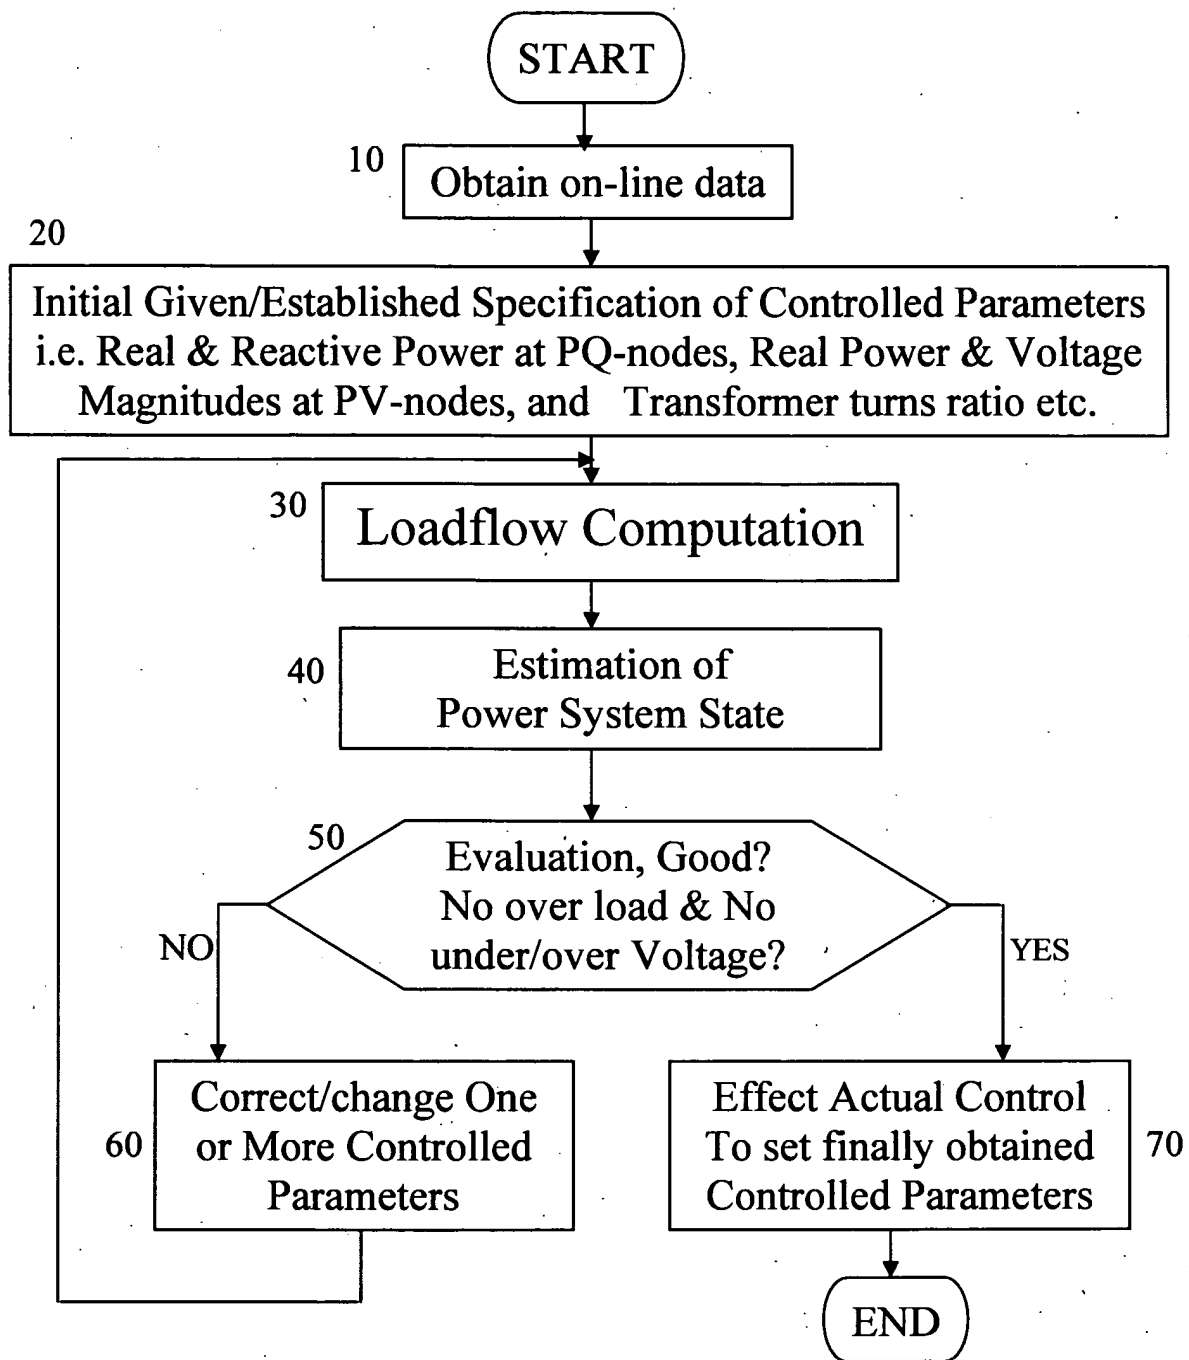 START
10
Obtain on-line data
20
Initial Given/Established Specification of Controlled Parameters
i.e. Real & Reactive Power at PQ-nodes, Real Power & Voltage
Magnitudes at PV-nodes, and Transformer turns ratio etc.
30
Loadflow Computation
40
Estimation of
Power System State
50
Evaluation, Good?
No over load & No
under/over Voltage?
NO
YES
60
Correct/change One
or More Controlled
Parameters
Effect Actual Control
To set finally obtained
Controlled Parameters
70
END